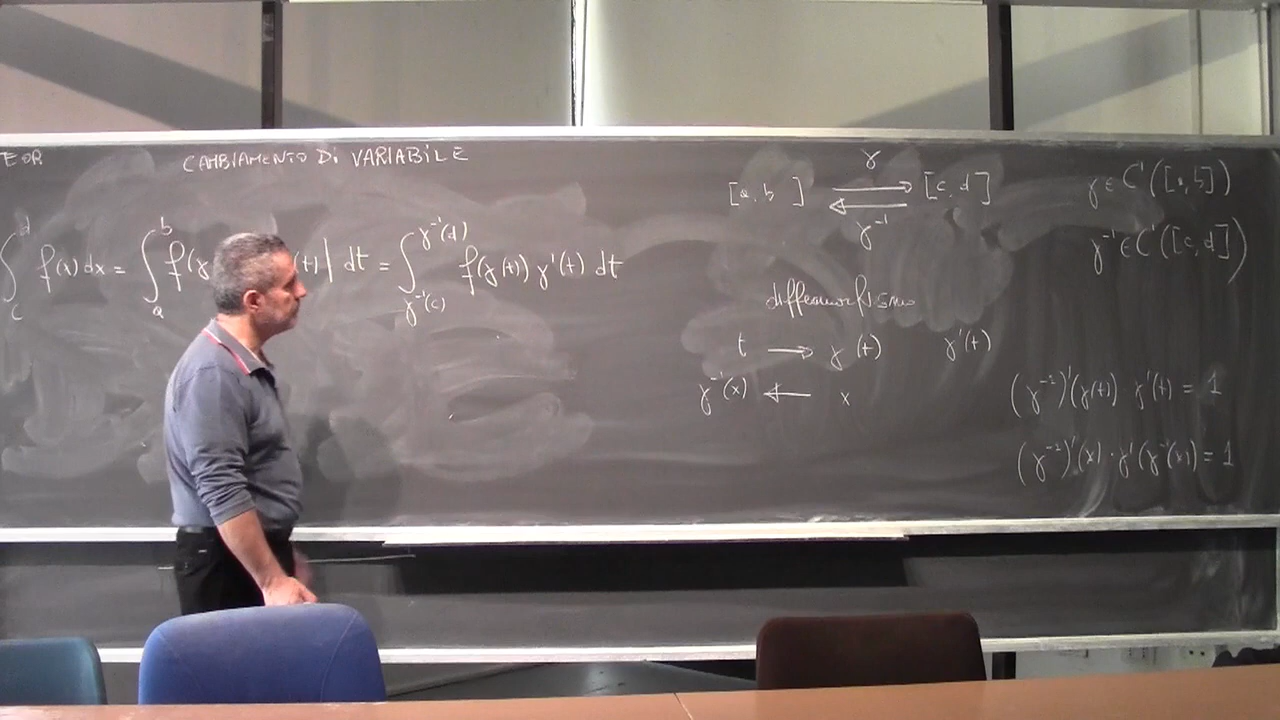 TEOR CAMBIAMENTO DI VARIABILE
∫_c^d f(x) dx = ∫_a^b f(γ (t)| dt = ∫_{γ⁻¹(c)}^{γ⁻¹(d)} f(γ(t)) γ'(t) dt
γ
[a,b] ⇄ [c,d]
γ⁻¹
γ ∈ C¹([a,b])
γ⁻¹ ∈ C¹([c,d])
diffeomorfismo
t → γ(t) γ'(t)
γ⁻¹(x) ← x
(γ⁻¹)'(γ(t)) · γ'(t) = 1
(γ⁻¹)'(x) · γ'(γ⁻¹(x)) = 1